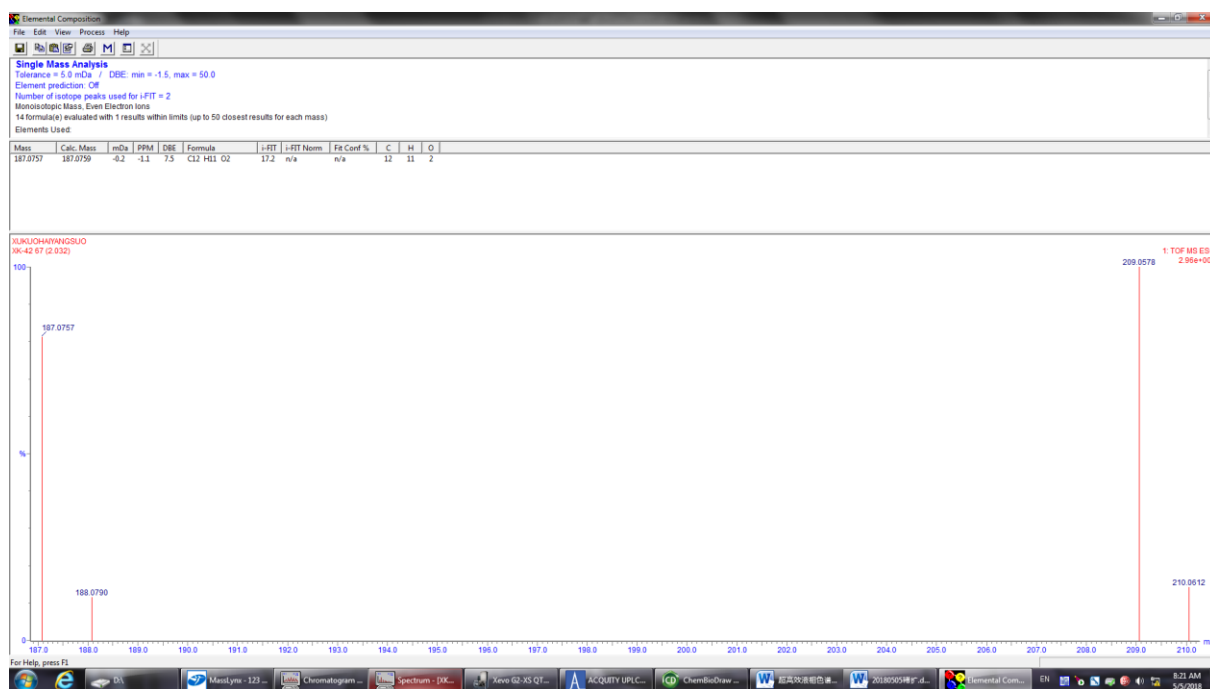 Elemental Composition
File Edit View Process Help
Single Mass Analysis
Tolerance = 5.0 mDa / DBE: min = -1.5, max = 50.0
Element prediction: Off
Number of isotope peaks used for i-FIT = 2
Monoisotopic Mass, Even Electron Ions
14 formula(e) evaluated with 1 results within limits (up to 50 closest results for each mass)
Elements Used:
Mass Calc. Mass mDa PPM DBE Formula i-FIT i-FIT Norm Fit Conf % C H O
187.0757 187.0759 -0.2 -1.1 7.5 C12 H11 O2 17.2 n/a n/a 12 11 2
XUKUOHAIYANGSUO
XK-42 67 (2.032)
1: TOF MS ES
2.96e+00
100
%
0
209.0578
187.0757
188.0790
210.0612
187.0 188.0 189.0 190.0 191.0 192.0 193.0 194.0 195.0 196.0 197.0 198.0 199.0 200.0 201.0 202.0 203.0 204.0 205.0 206.0 207.0 208.0 209.0 210.0 m
For Help, press F1
D:\ MassLynx - 123 ... Chromatogram ... Spectrum - [XK... Xevo G2-XS QT... ACQUITY UPLC... ChemBioDraw ... 超高效液相色谱... Elemental Com... EN 8:21 AM
5/5/2018